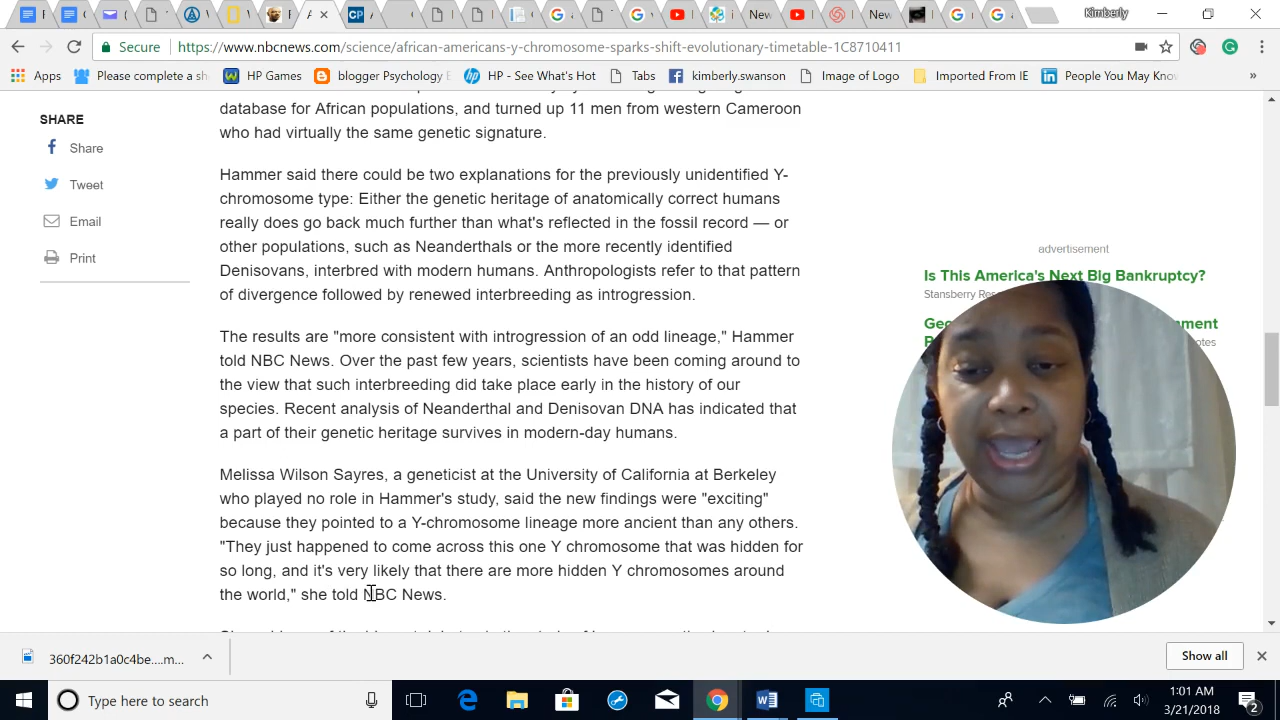 Kimberly
Secure
https://www.nbcnews.com/science/african-americans-y-chromosome-sparks-shift-evolutionary-timetable-1C8710411
Apps Please complete a sh HP Games blogger Psychology HP - See What's Hot Tabs kimberly.swanson Image of Logo Imported From IE People You May Know »
SHARE
Share
Tweet
Email
Print
database for African populations, and turned up 11 men from western Cameroon
who had virtually the same genetic signature.
Hammer said there could be two explanations for the previously unidentified Y-
chromosome type: Either the genetic heritage of anatomically correct humans
really does go back much further than what's reflected in the fossil record — or
other populations, such as Neanderthals or the more recently identified
Denisovans, interbred with modern humans. Anthropologists refer to that pattern
of divergence followed by renewed interbreeding as introgression.
The results are "more consistent with introgression of an odd lineage," Hammer
told NBC News. Over the past few years, scientists have been coming around to
the view that such interbreeding did take place early in the history of our
species. Recent analysis of Neanderthal and Denisovan DNA has indicated that
a part of their genetic heritage survives in modern-day humans.
Melissa Wilson Sayres, a geneticist at the University of California at Berkeley
who played no role in Hammer's study, said the new findings were "exciting"
because they pointed to a Y-chromosome lineage more ancient than any others.
"They just happened to come across this one Y chromosome that was hidden for
so long, and it's very likely that there are more hidden Y chromosomes around
the world," she told NBC News.
advertisement
Is This America's Next Big Bankruptcy?
Stansberry
360f242b1a0c4be....m...
Show all
Type here to search
1:01 AM
3/21/2018
2